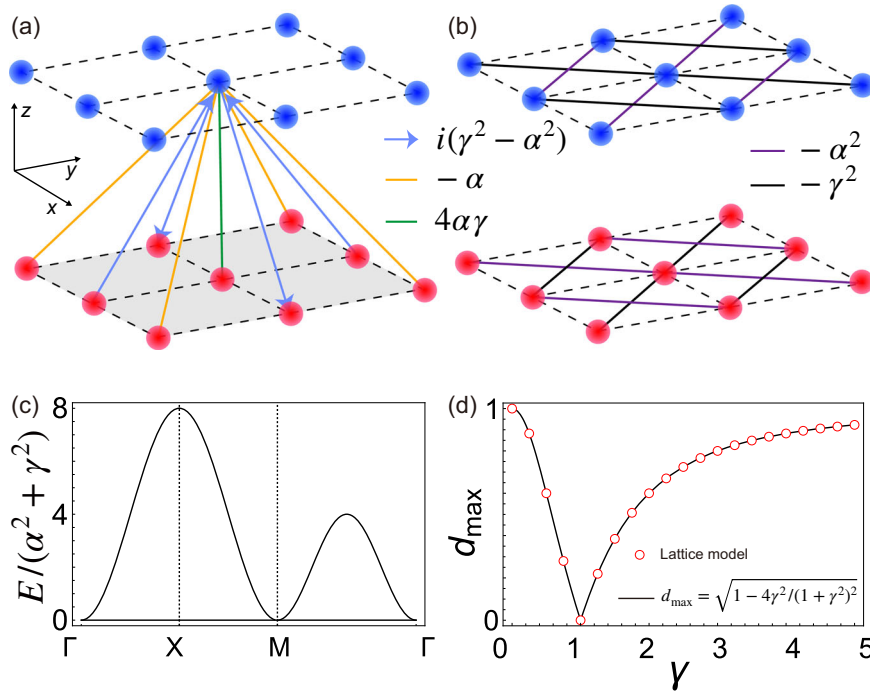 (a)
(b)
z
y
x
i(γ² − α²)
− α
4αγ
− α²
− γ²
(c)
E/(α² + γ²)
8
4
0
Γ X M Γ
(d)
d_max
1
0
Lattice model
d_max = √(1 − 4γ²/(1 + γ²)²)
0 1 2 3 4 5
γ